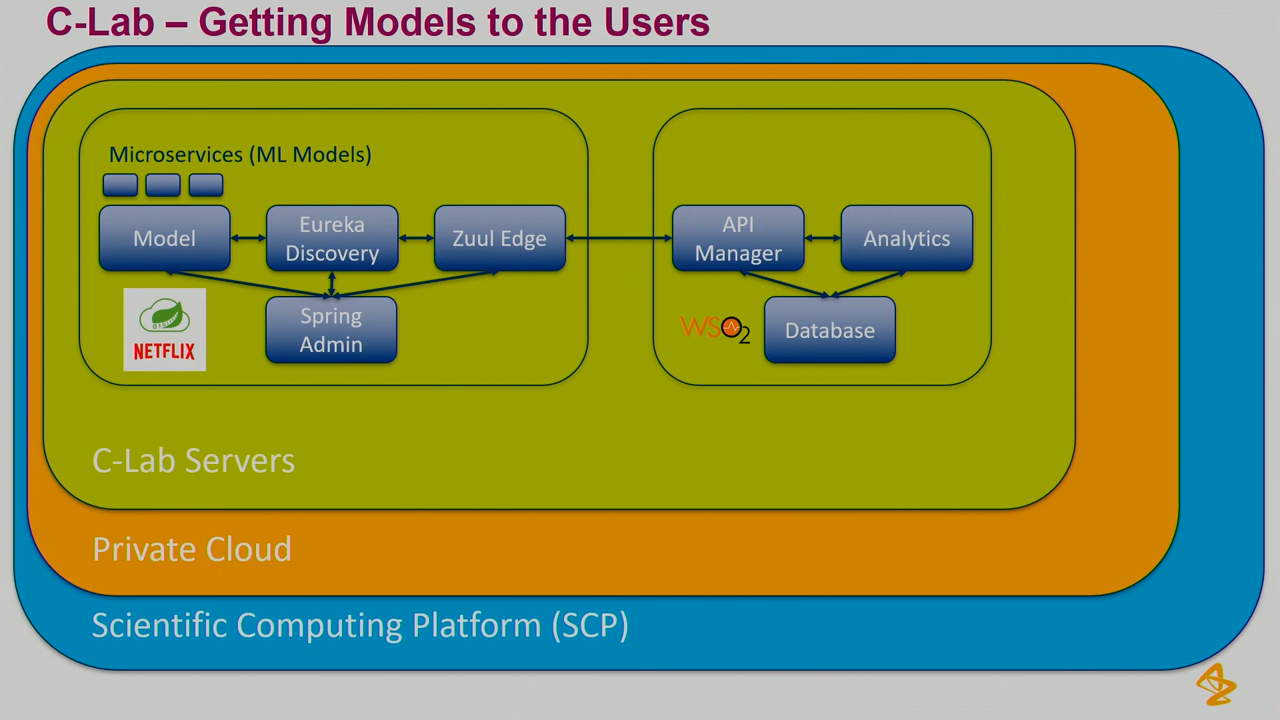 C-Lab – Getting Models to the Users
Microservices (ML Models)
Model
Eureka
Discovery
Zuul Edge
API
Manager
Analytics
Spring
Admin
NETFLIX
WSO2
Database
C-Lab Servers
Private Cloud
Scientific Computing Platform (SCP)